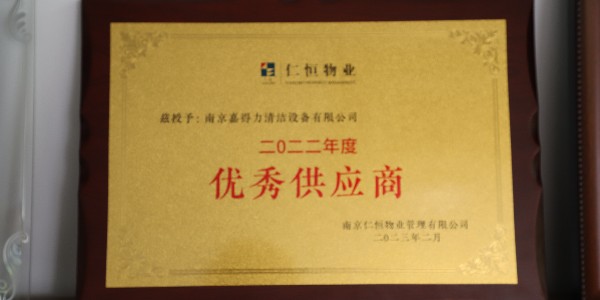 仁恒物业
兹授予：南京嘉得力清洁设备有限公司
二〇二二年度
优秀供应商
南京仁恒物业管理有限公司
二〇二三年二月